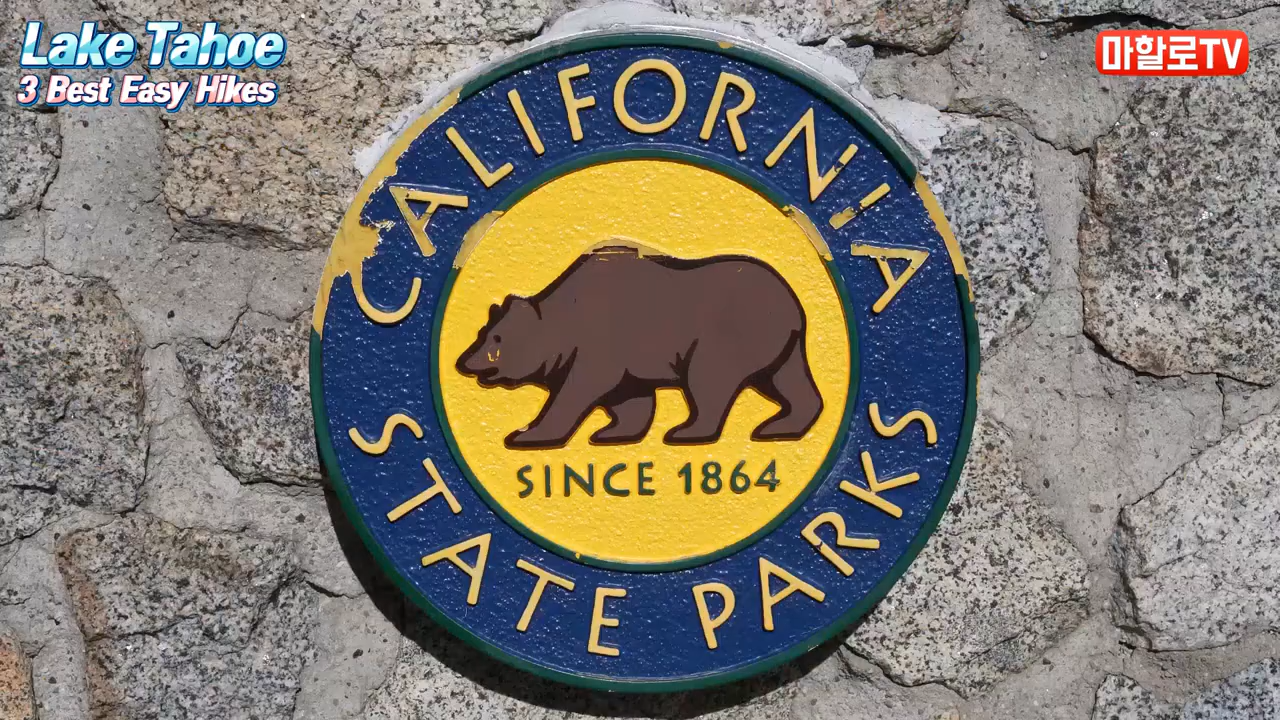 Lake Tahoe
3 Best Easy Hikes
마할로TV
CALIFORNIA
SINCE 1864
STATE PARKS